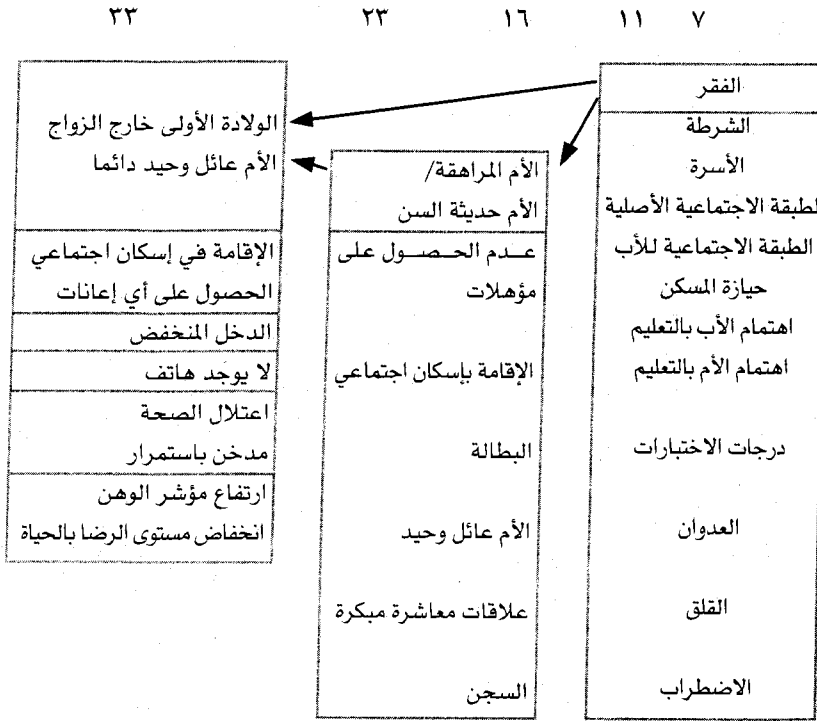 ٧ ١١ ١٦ ٢٣ ٣٣
الفقر
الشرطة
الأسرة
الطبقة الاجتماعية الأصلية
الطبقة الاجتماعية للأب
حيازة المسكن
اهتمام الأب بالتعليم
اهتمام الأم بالتعليم
درجات الاختبارات
العدوان
القلق
الاضطراب
الأم المراهقة/
الأم حديثة السن
عـدم الحـصـول على
مؤهلات
الإقامة بإسكان اجتماعي
البطالة
الأم عائل وحيد
علاقات معاشرة مبكرة
السجن
الولادة الأولى خارج الزواج
الأم عائل وحيد دائما
الإقامة في إسكان اجتماعي
الحصول على أي إعانات
الدخل المنخفض
لا يوجد هاتف
اعتلال الصحة
مدخن باستمرار
ارتفاع مؤشر الوهن
انخفاض مستوى الرضا بالحياة